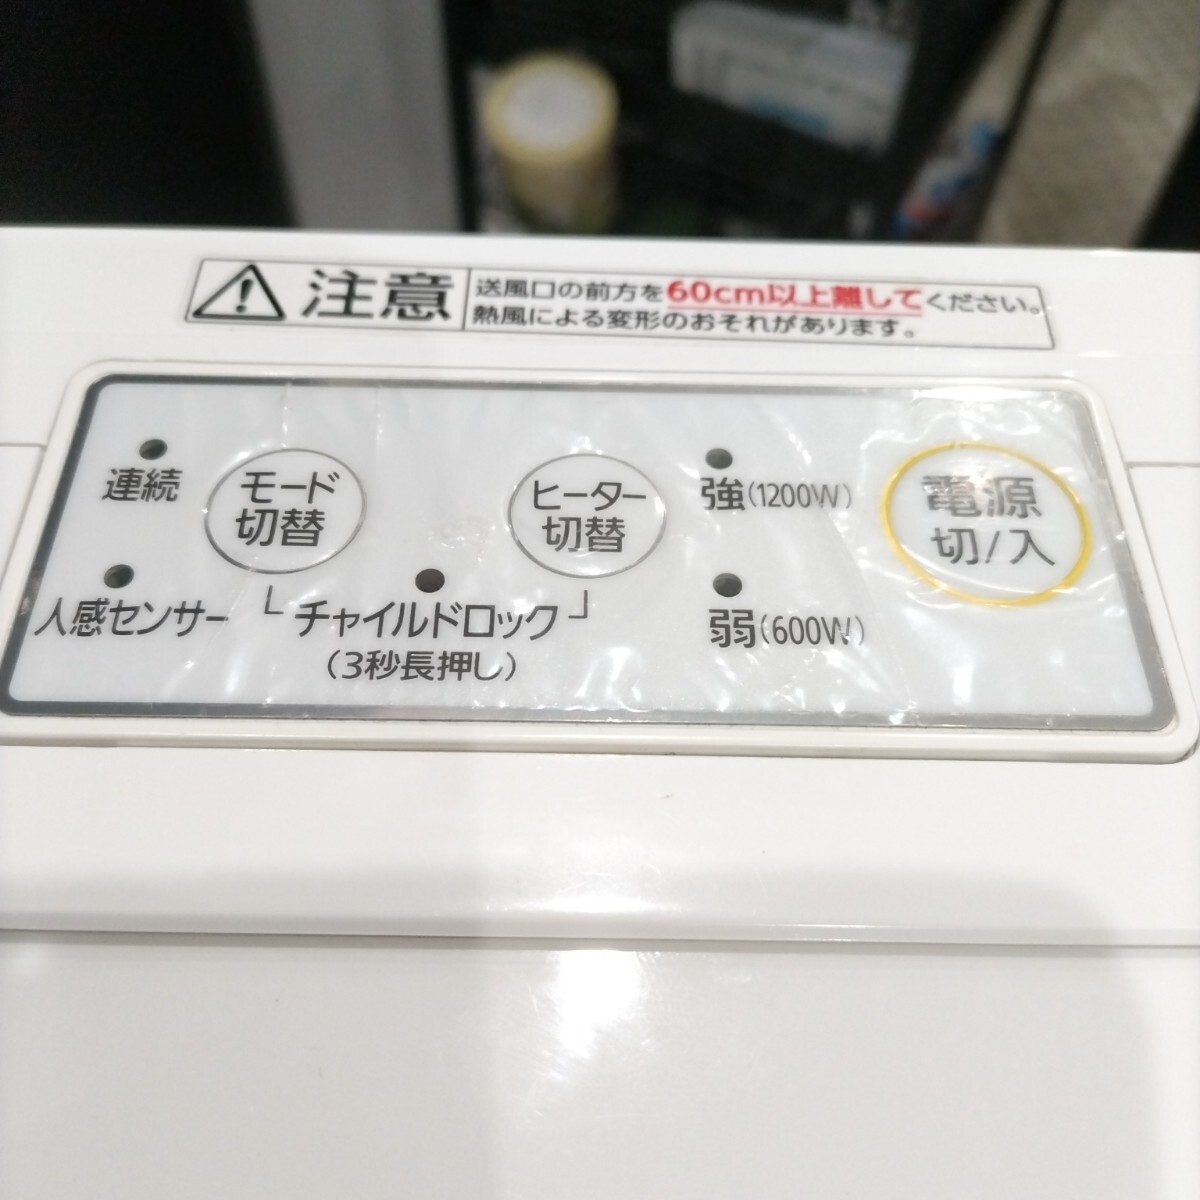 注意
送風口の前方を60cm以上離してください。
熱風による変形のおそれがあります。
連続
モード
切替
ヒーター
切替
強(1200W)
電源
切/入
人感センサー
チャイルドロック
(3秒長押し)
弱(600W)